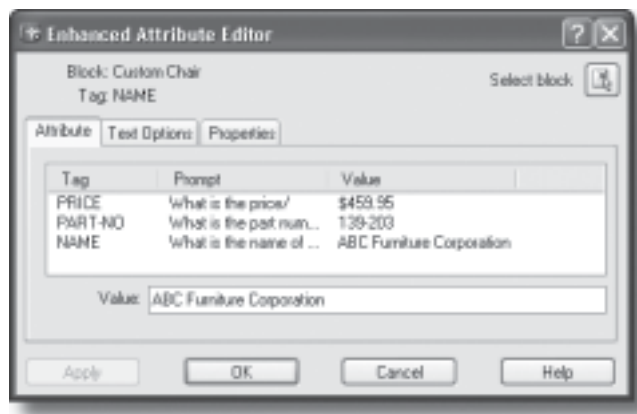 Enhanced Attribute Editor
Block: Custom Chair
Tag: NAME
Select block
Attribute Text Options Properties
Tag Prompt Value
PRICE What is the price/ $459.95
PART-NO What is the part num... 139-203
NAME What is the name of ... ABC Furniture Corporation
Value: ABC Furniture Corporation
Apply OK Cancel Help